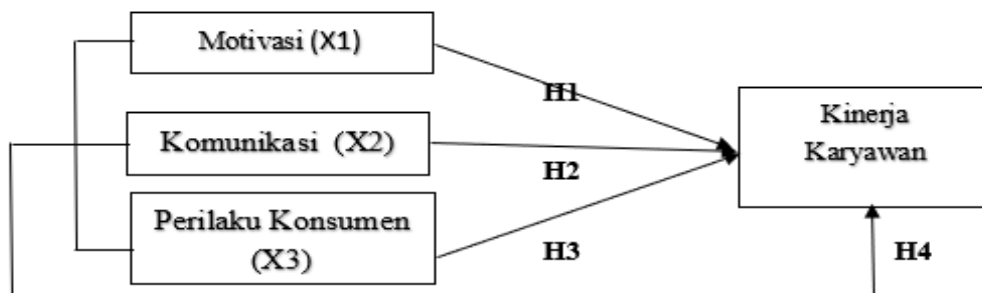 Motivasi (X1)
H1
Kinerja
Karyawan
Komunikasi (X2)
H2
Perilaku Konsumen
(X3)
H3
H4